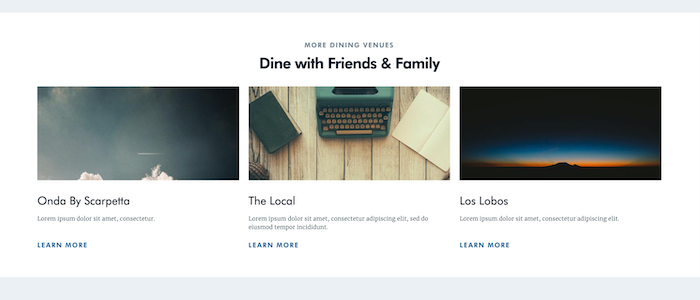 MORE DINING VENUES
Dine with Friends & Family
Onda By Scarpetta
Lorem ipsum dolor sit amet, consectetur.
LEARN MORE
The Local
Lorem ipsum dolor sit amet, consectetur adipiscing elit, sed do
eiusmod tempor incididunt.
LEARN MORE
Los Lobos
Lorem ipsum dolor sit amet, consectetur adipiscing elit.
LEARN MORE